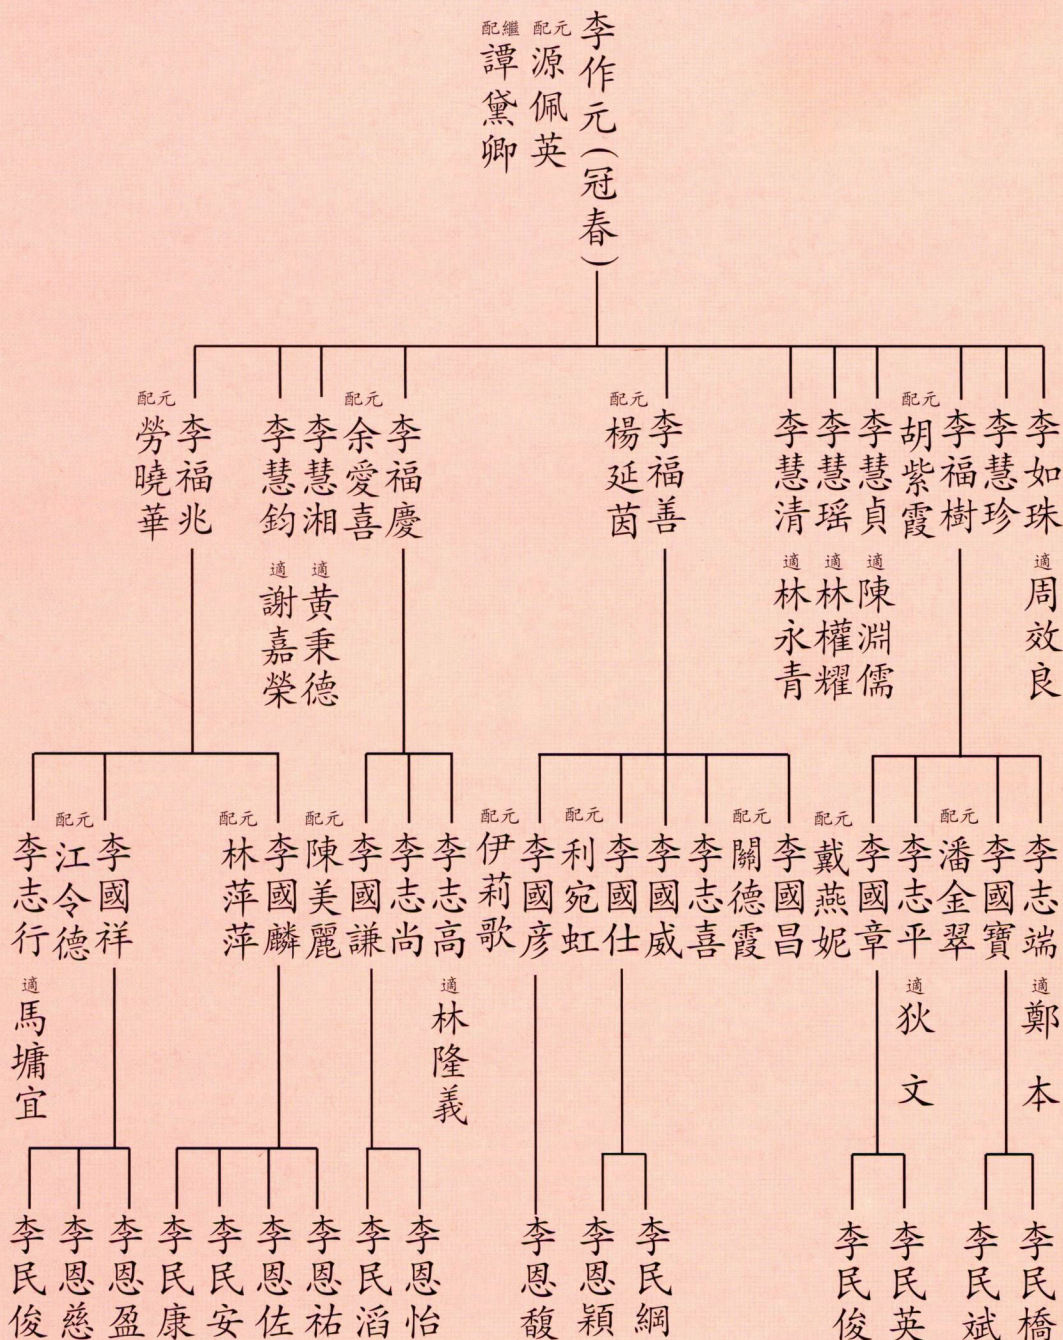 李作元(冠春)
元配
源佩英
繼配
譚黛卿
李如珠
適
周效良
李慧珍
李福樹
元配
胡紫霞
李慧貞
適
陳淵儒
李慧瑶
適
林權耀
李慧清
適
林永青
李福善
元配
楊延茵
李福慶
元配
余愛喜
李慧湘
適
黄秉德
李慧鈞
適
謝嘉榮
李福兆
元配
勞曉華
李志端
適
鄭本
李國寶
元配
潘金翠
李志平
適
狄文
李國章
元配
戴燕妮
李國昌
元配
關德霞
李志喜
李國威
李國仕
元配
利宛虹
李國彦
元配
伊莉歌
李志高
適
林隆義
李志尚
李國謙
元配
陳美麗
李國麟
元配
林萍萍
李國祥
元配
江令德
李志行
適
馬墉宜
李民橋
李民斌
李民英
李民俊
李民綱
李恩穎
李恩馥
李恩怡
李民滔
李恩祐
李恩佐
李民安
李民康
李恩盈
李恩慈
李民俊